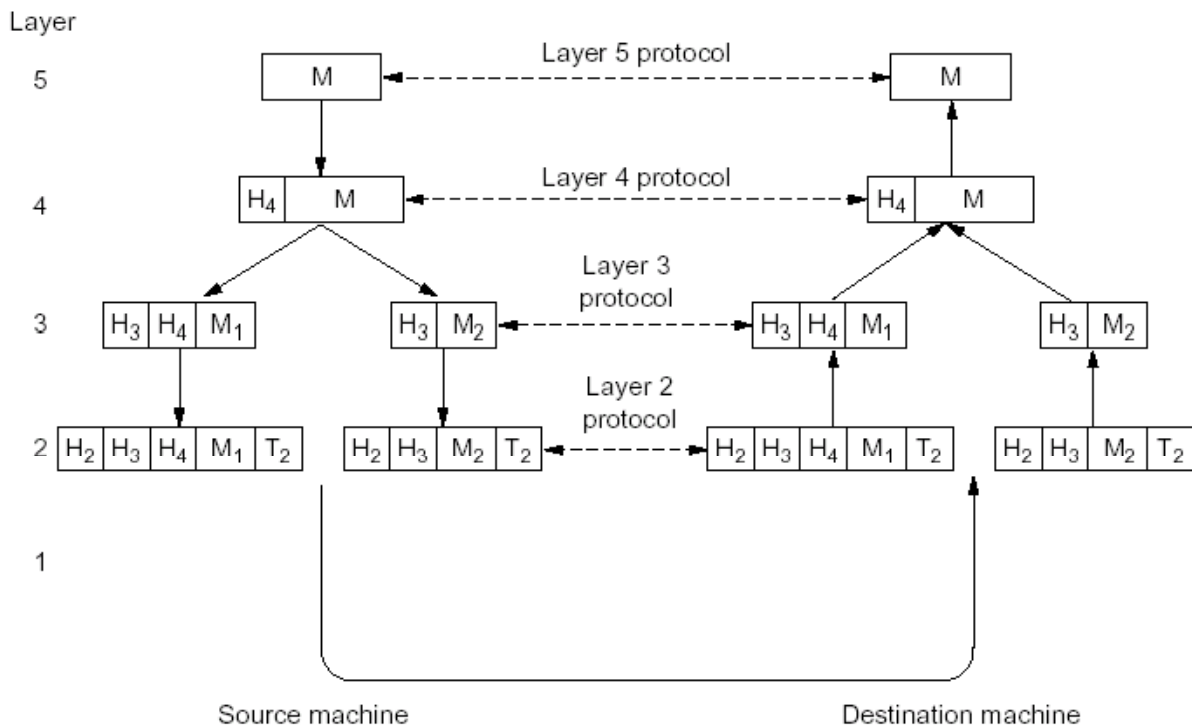 Layer
5 M Layer 5 protocol M
4 H₄ M Layer 4 protocol H₄ M
Layer 3
protocol
3 H₃ H₄ M₁ H₃ M₂ H₃ H₄ M₁ H₃ M₂
Layer 2
protocol
2 H₂ H₃ H₄ M₁ T₂ H₂ H₃ M₂ T₂ H₂ H₃ H₄ M₁ T₂ H₂ H₃ M₂ T₂
1
Source machine Destination machine